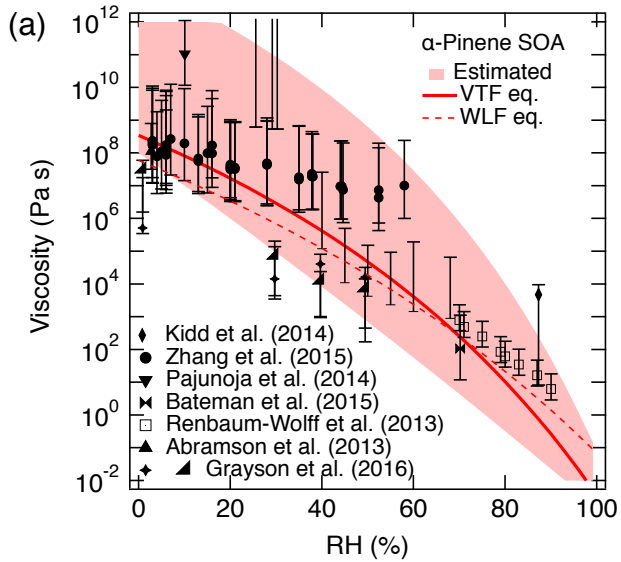 (a)
10^12
10^10
10^8
10^6
10^4
10^2
10^0
10^-2
Viscosity (Pa s)
α-Pinene SOA
Estimated
VTF eq.
WLF eq.
Kidd et al. (2014)
Zhang et al. (2015)
Pajunoja et al. (2014)
Bateman et al. (2015)
Renbaum-Wolff et al. (2013)
Abramson et al. (2013)
Grayson et al. (2016)
0 20 40 60 80 100
RH (%)